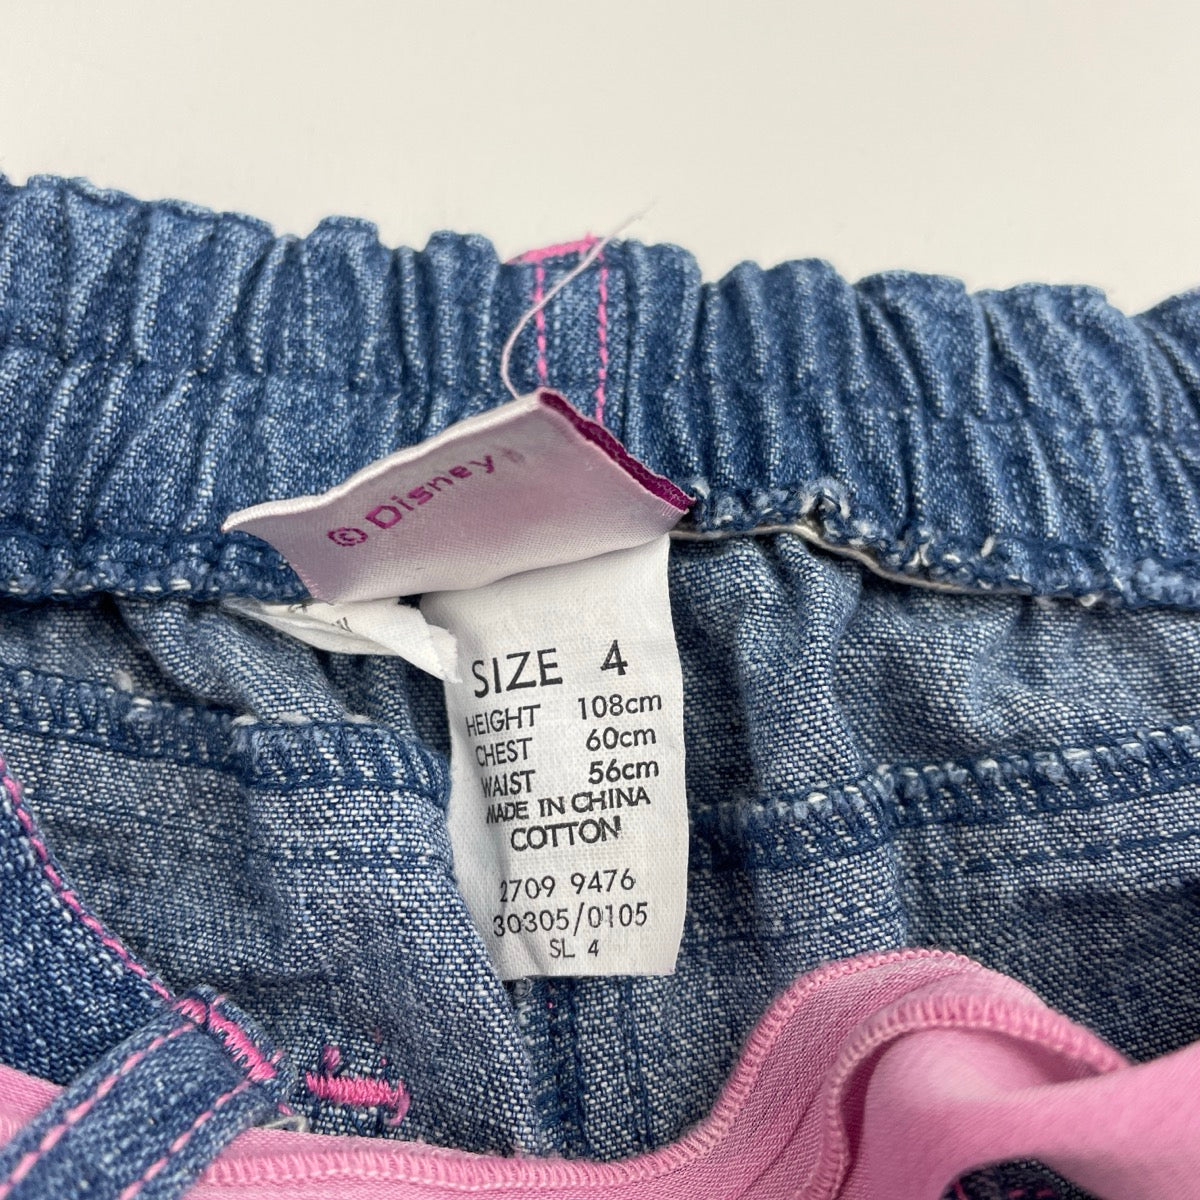 © Disney
SIZE 4
HEIGHT 108cm
CHEST 60cm
WAIST 56cm
MADE IN CHINA
COTTON
2709 9476
30305/0105
SL 4